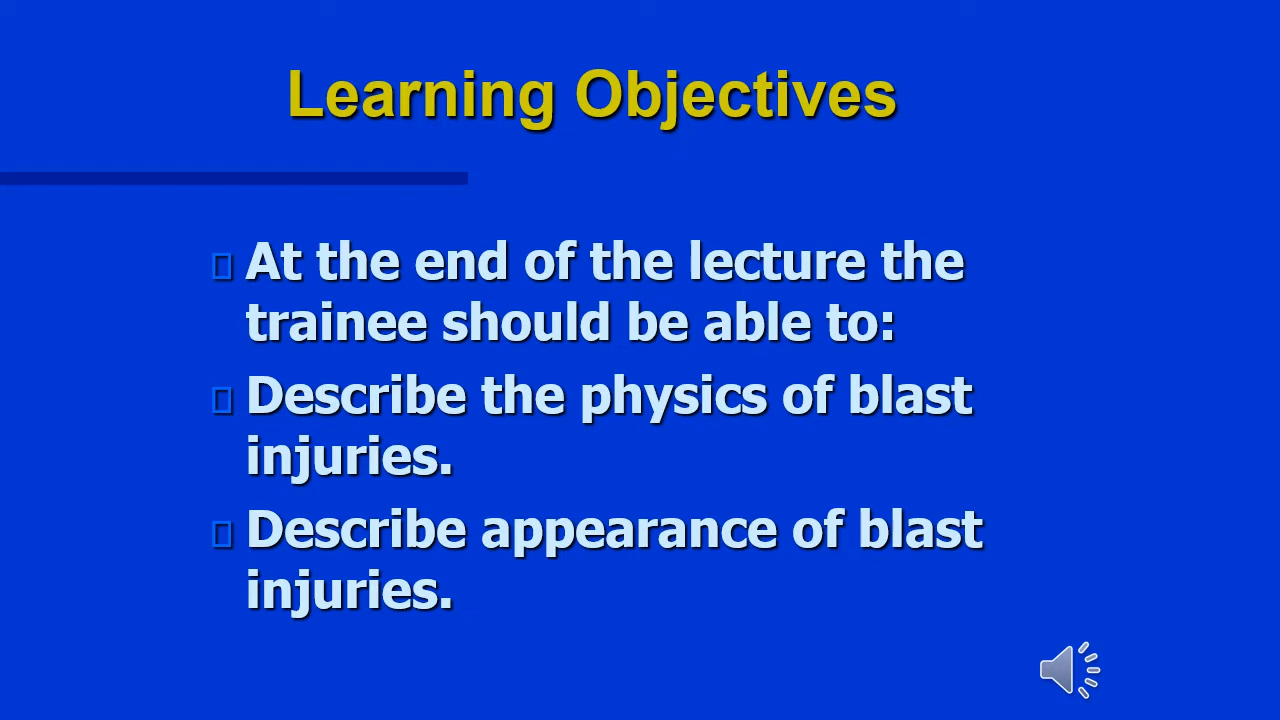 Learning Objectives
At the end of the lecture the
trainee should be able to:
Describe the physics of blast
injuries.
Describe appearance of blast
injuries.